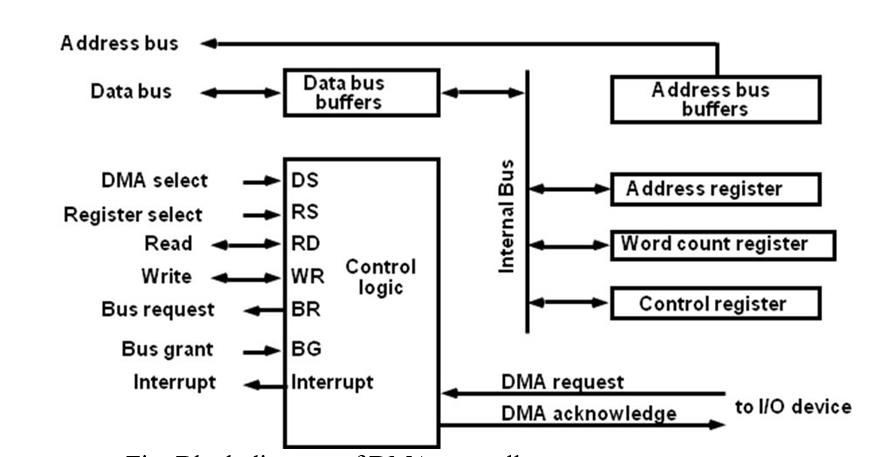 Address bus
Data bus
Data bus
buffers
Address bus
buffers
Internal Bus
Address register
Word count register
Control register
DMA select
DS
Register select
RS
Read
RD
Write
WR
Control
logic
Bus request
BR
Bus grant
BG
Interrupt
Interrupt
DMA request
DMA acknowledge
to I/O device